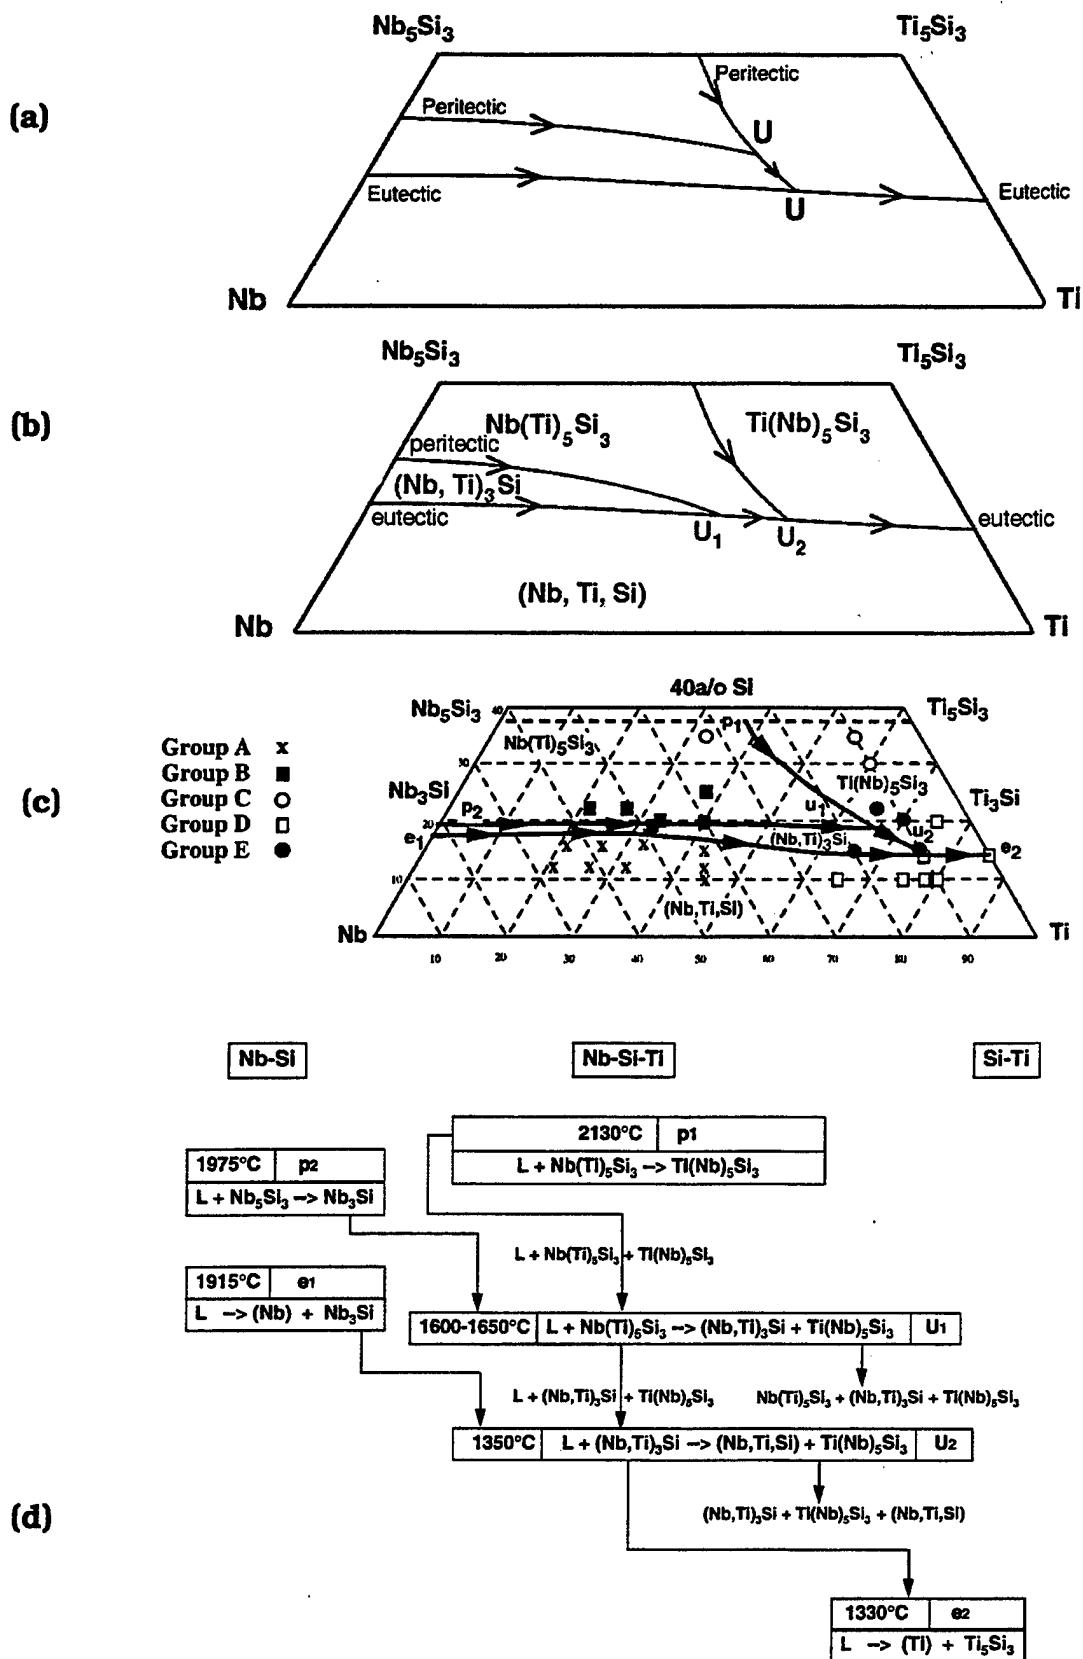 (a)
Nb5Si3
Ti5Si3
Peritectic
Peritectic
U
Eutectic
Eutectic
U
Nb
Ti
(b)
Nb5Si3
Ti5Si3
Nb(Ti)5Si3
Ti(Nb)5Si3
peritectic
(Nb, Ti)3Si
eutectic
eutectic
U1
U2
(Nb, Ti, Si)
Nb
Ti
(c)
40a/o Si
Nb5Si3
40
p1
Ti5Si3
Group A x
Group B ■
Group C ○
Group D □
Group E ●
Nb(Ti)5Si3
30
Ti(Nb)5Si3
Nb3Si
Ti3Si
p2
u1
20
e1
(Nb,Ti)3Si
u2
e2
10
(Nb,Ti,Si)
Nb
Ti
10 20 30 40 50 60 70 80 90
Nb-Si
Nb-Si-Ti
Si-Ti
2130°C p1
L + Nb(Ti)5Si3 –> Ti(Nb)5Si3
1975°C p2
L + Nb5Si3 –> Nb3Si
L + Nb(Ti)5Si3 + Ti(Nb)5Si3
1915°C e1
L –> (Nb) + Nb3Si
1600-1650°C L + Nb(Ti)5Si3 –> (Nb,Ti)3Si + Ti(Nb)5Si3 U1
L + (Nb,Ti)3Si + Ti(Nb)5Si3
Nb(Ti)5Si3 + (Nb,Ti)3Si + Ti(Nb)5Si3
1350°C L + (Nb,Ti)3Si –> (Nb,Ti,Si) + Ti(Nb)5Si3 U2
(d)
(Nb,Ti)3Si + Ti(Nb)5Si3 + (Nb,Ti,Si)
1330°C e2
L –> (Ti) + Ti5Si3